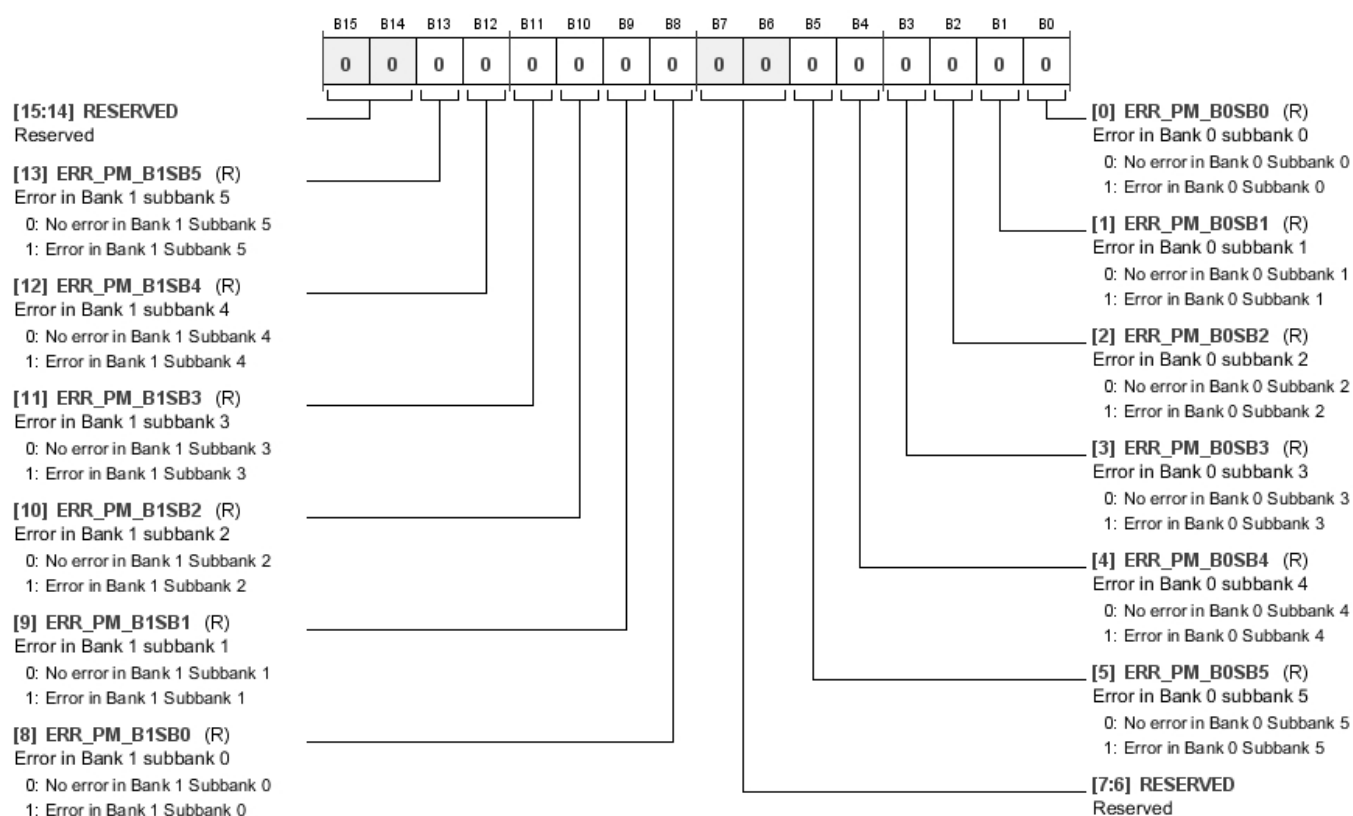 B15 B14 B13 B12 B11 B10 B9 B8 B7 B6 B5 B4 B3 B2 B1 B0
0 0 0 0 0 0 0 0 0 0 0 0 0 0 0 0
[15:14] RESERVED
Reserved
[13] ERR_PM_B1SB5 (R)
Error in Bank 1 subbank 5
0: No error in Bank 1 Subbank 5
1: Error in Bank 1 Subbank 5
[12] ERR_PM_B1SB4 (R)
Error in Bank 1 subbank 4
0: No error in Bank 1 Subbank 4
1: Error in Bank 1 Subbank 4
[11] ERR_PM_B1SB3 (R)
Error in Bank 1 subbank 3
0: No error in Bank 1 Subbank 3
1: Error in Bank 1 Subbank 3
[10] ERR_PM_B1SB2 (R)
Error in Bank 1 subbank 2
0: No error in Bank 1 Subbank 2
1: Error in Bank 1 Subbank 2
[9] ERR_PM_B1SB1 (R)
Error in Bank 1 subbank 1
0: No error in Bank 1 Subbank 1
1: Error in Bank 1 Subbank 1
[8] ERR_PM_B1SB0 (R)
Error in Bank 1 subbank 0
0: No error in Bank 1 Subbank 0
1: Error in Bank 1 Subbank 0
[0] ERR_PM_B0SB0 (R)
Error in Bank 0 subbank 0
0: No error in Bank 0 Subbank 0
1: Error in Bank 0 Subbank 0
[1] ERR_PM_B0SB1 (R)
Error in Bank 0 subbank 1
0: No error in Bank 0 Subbank 1
1: Error in Bank 0 Subbank 1
[2] ERR_PM_B0SB2 (R)
Error in Bank 0 subbank 2
0: No error in Bank 0 Subbank 2
1: Error in Bank 0 Subbank 2
[3] ERR_PM_B0SB3 (R)
Error in Bank 0 subbank 3
0: No error in Bank 0 Subbank 3
1: Error in Bank 0 Subbank 3
[4] ERR_PM_B0SB4 (R)
Error in Bank 0 subbank 4
0: No error in Bank 0 Subbank 4
1: Error in Bank 0 Subbank 4
[5] ERR_PM_B0SB5 (R)
Error in Bank 0 subbank 5
0: No error in Bank 0 Subbank 5
1: Error in Bank 0 Subbank 5
[7:6] RESERVED
Reserved